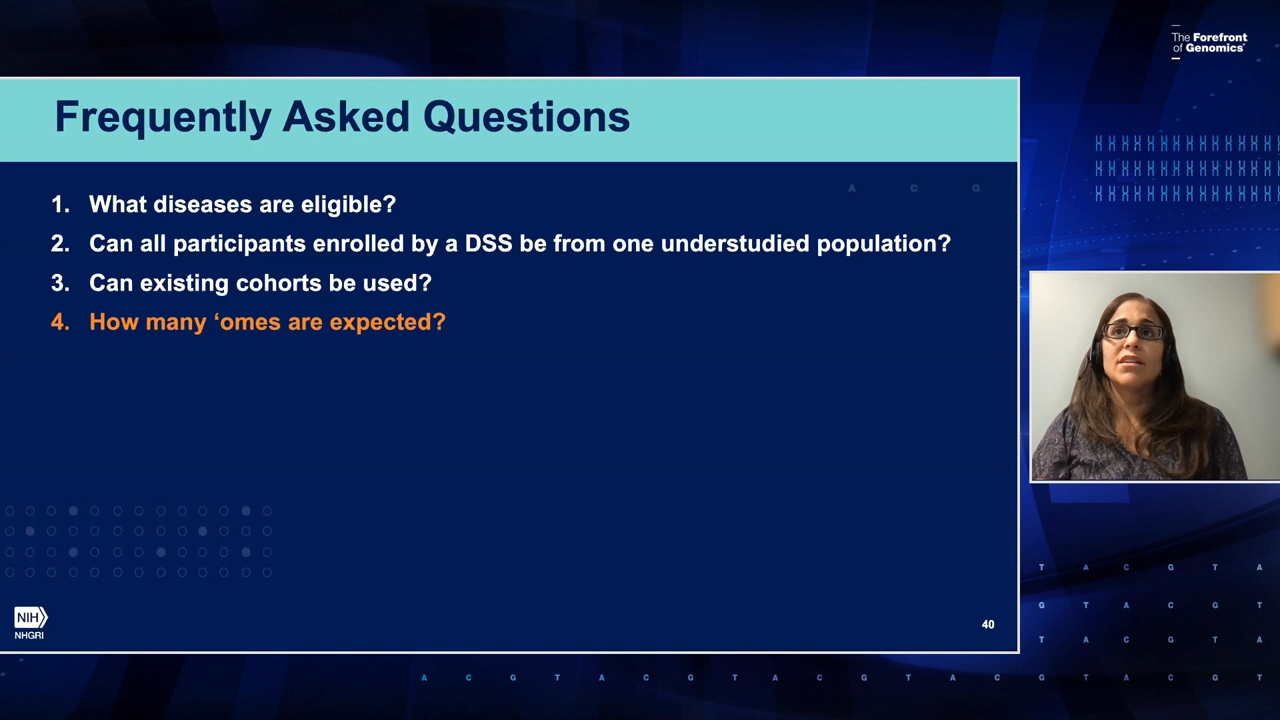 The Forefront
of Genomics®
Frequently Asked Questions
A C G
1. What diseases are eligible?
2. Can all participants enrolled by a DSS be from one understudied population?
3. Can existing cohorts be used?
4. How many ‘omes are expected?
NIH
NHGRI
40
T A C G T A
G T A C G T
T A C G T A
A C G T A C G T A C G T A C G T A C G T